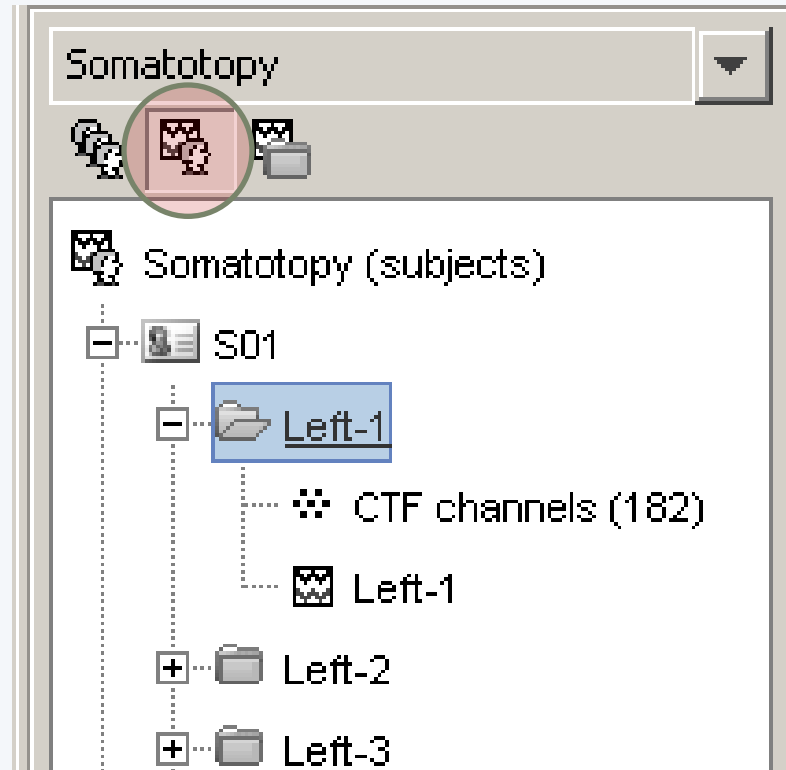 Somatotopy
Somatotopy (subjects)
S01
Left-1
CTF channels (182)
Left-1
Left-2
Left-3